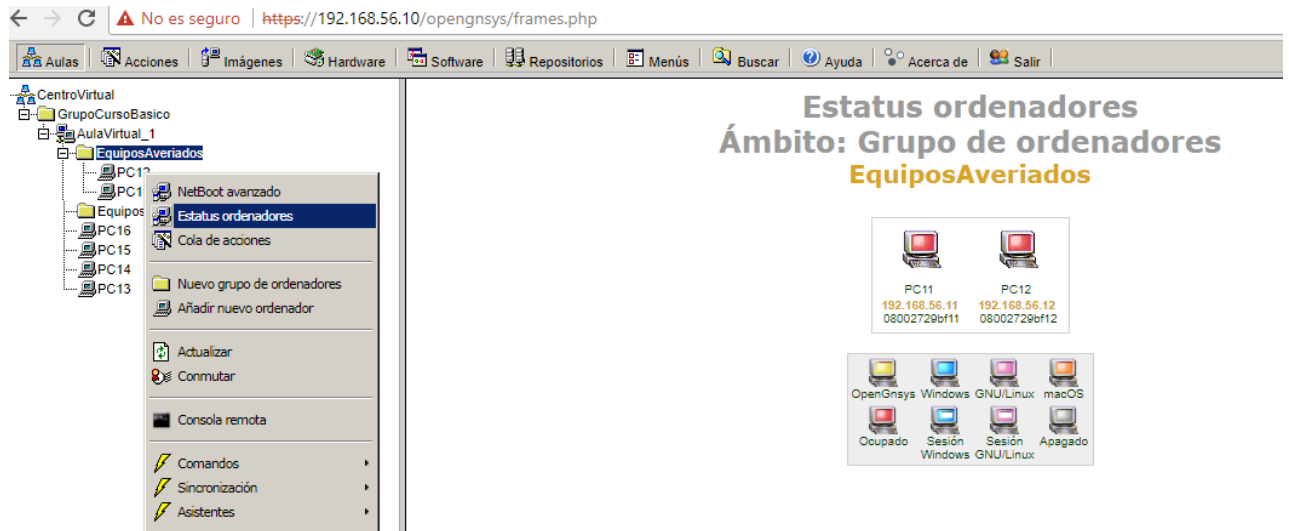 No es seguro | https://192.168.56.10/opengnsys/frames.php
Aulas Acciones Imágenes Hardware Software Repositorios Menús Buscar Ayuda Acerca de Salir
CentroVirtual
GrupoCursoBasico
AulaVirtual_1
EquiposAveriados
PC12
PC1
Equipos
PC16
PC15
PC14
PC13
NetBoot avanzado
Estatus ordenadores
Cola de acciones
Nuevo grupo de ordenadores
Añadir nuevo ordenador
Actualizar
Conmutar
Consola remota
Comandos
Sincronización
Asistentes
Estatus ordenadores
Ámbito: Grupo de ordenadores
EquiposAveriados
PC11 PC12
192.168.56.11 192.168.56.12
08002729bf11 08002729bf12
OpenGnsys Windows GNU/Linux macOS
Ocupado Sesión Sesión Apagado
Windows GNU/Linux